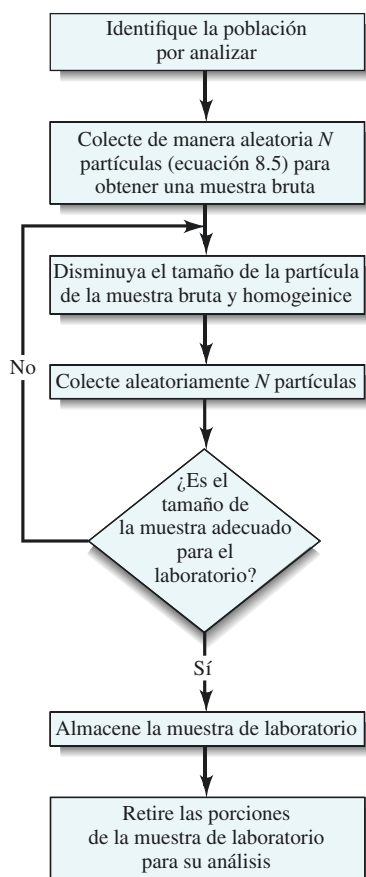 Identifique la población
por analizar
Colecte de manera aleatoria N
partículas (ecuación 8.5) para
obtener una muestra bruta
Disminuya el tamaño de la partícula
de la muestra bruta y homogeinice
No
Colecte aleatoriamente N partículas
¿Es el
tamaño de
la muestra adecuado
para el
laboratorio?
Sí
Almacene la muestra de laboratorio
Retire las porciones
de la muestra de laboratorio
para su análisis